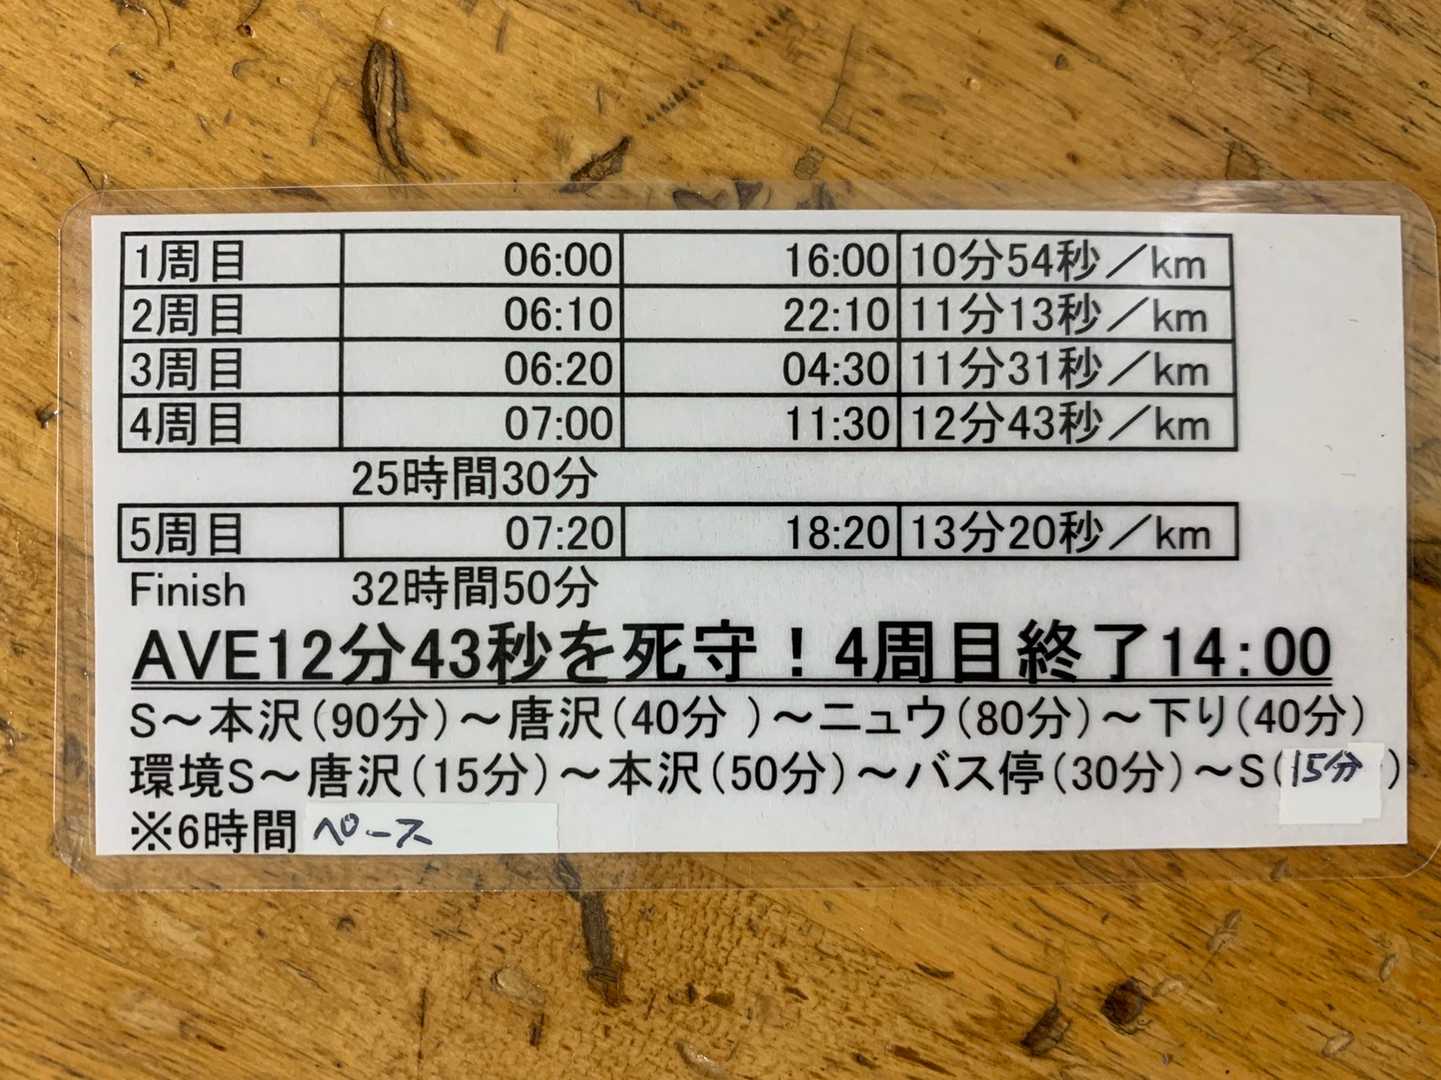 1周目 06:00 16:00 10分54秒／km
2周目 06:10 22:10 11分13秒／km
3周目 06:20 04:30 11分31秒／km
4周目 07:00 11:30 12分43秒／km
25時間30分
5周目 07:20 18:20 13分20秒／km
Finish 32時間50分
AVE12分43秒を死守！4周目終了14:00
S～本沢(90分)～唐沢(40分 )～ニュウ(80分)～下り(40分)
環境S～唐沢(15分)～本沢(50分)～バス停(30分)～S(15分 )
※6時間 ペース